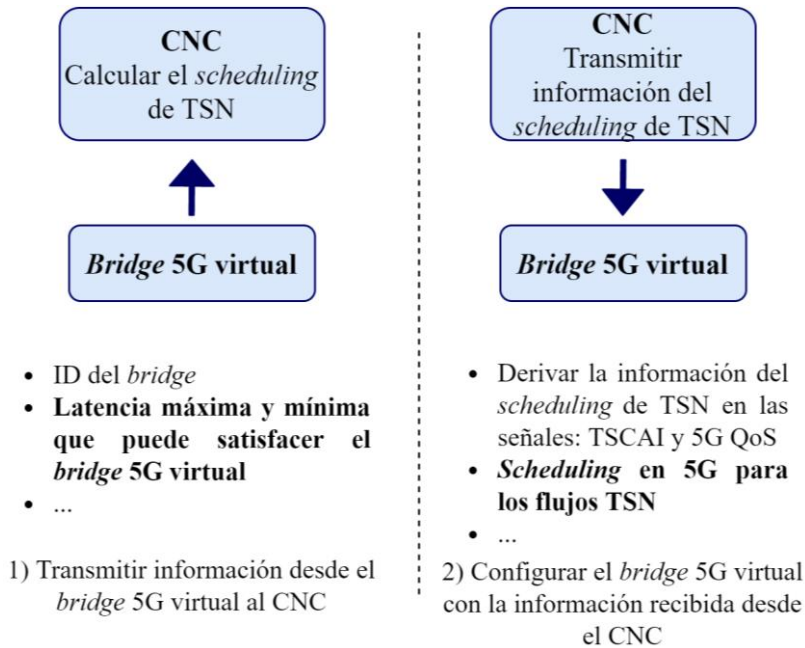 CNC
Calcular el scheduling
de TSN
Bridge 5G virtual
• ID del bridge
• Latencia máxima y mínima
que puede satisfacer el
bridge 5G virtual
• ...
1) Transmitir información desde el
bridge 5G virtual al CNC
CNC
Transmitir
información del
scheduling de TSN
Bridge 5G virtual
• Derivar la información del
scheduling de TSN en las
señales: TSCAI y 5G QoS
• Scheduling en 5G para
los flujos TSN
• ...
2) Configurar el bridge 5G virtual
con la información recibida desde
el CNC